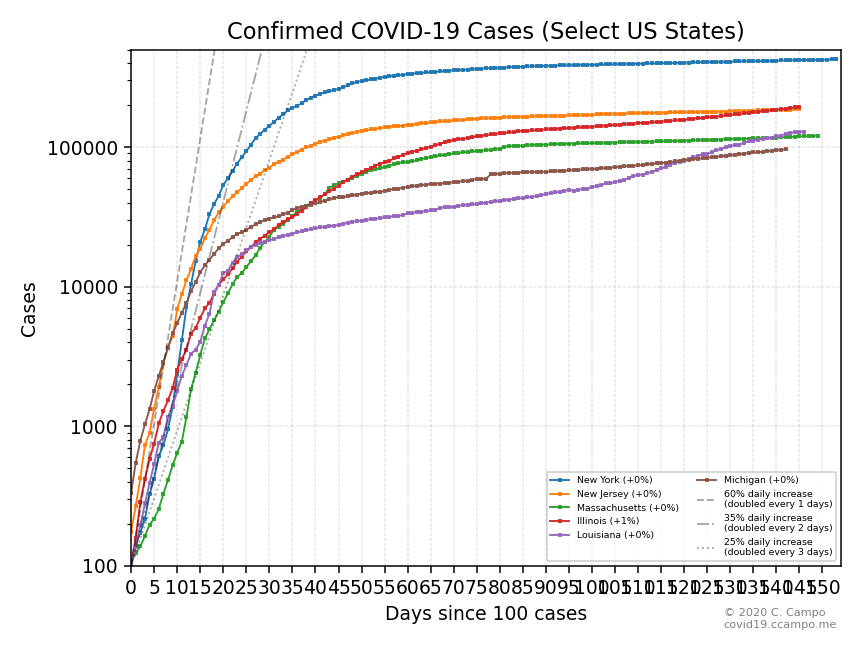 Confirmed COVID-19 Cases (Select US States)
Cases
100000
10000
1000
100
New York (+0%)
New Jersey (+0%)
Massachusetts (+0%)
Illinois (+1%)
Louisiana (+0%)
Michigan (+0%)
60% daily increase
(doubled every 1 days)
35% daily increase
(doubled every 2 days)
25% daily increase
(doubled every 3 days)
0 5 10 15 20 25 30 35 40 45 50 55 60 65 70 75 80 85 90 95 100 105 110 115 120 125 130 135 140 145 150
Days since 100 cases
© 2020 C. Campo
covid19.ccampo.me